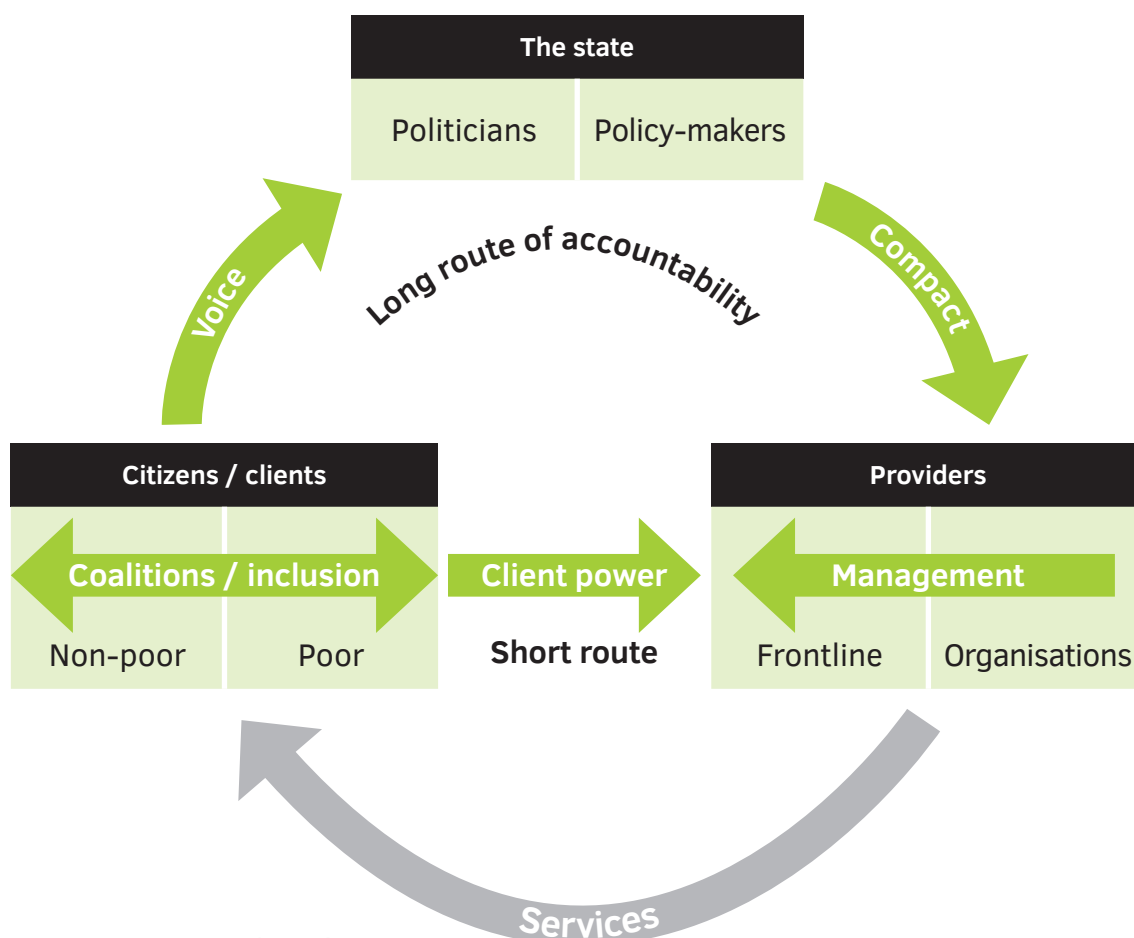 The state
Politicians
Policy-makers
Long route of accountability
Voice
Compact
Citizens / clients
Coalitions / inclusion
Non-poor
Poor
Client power
Short route
Providers
Management
Frontline
Organisations
Services